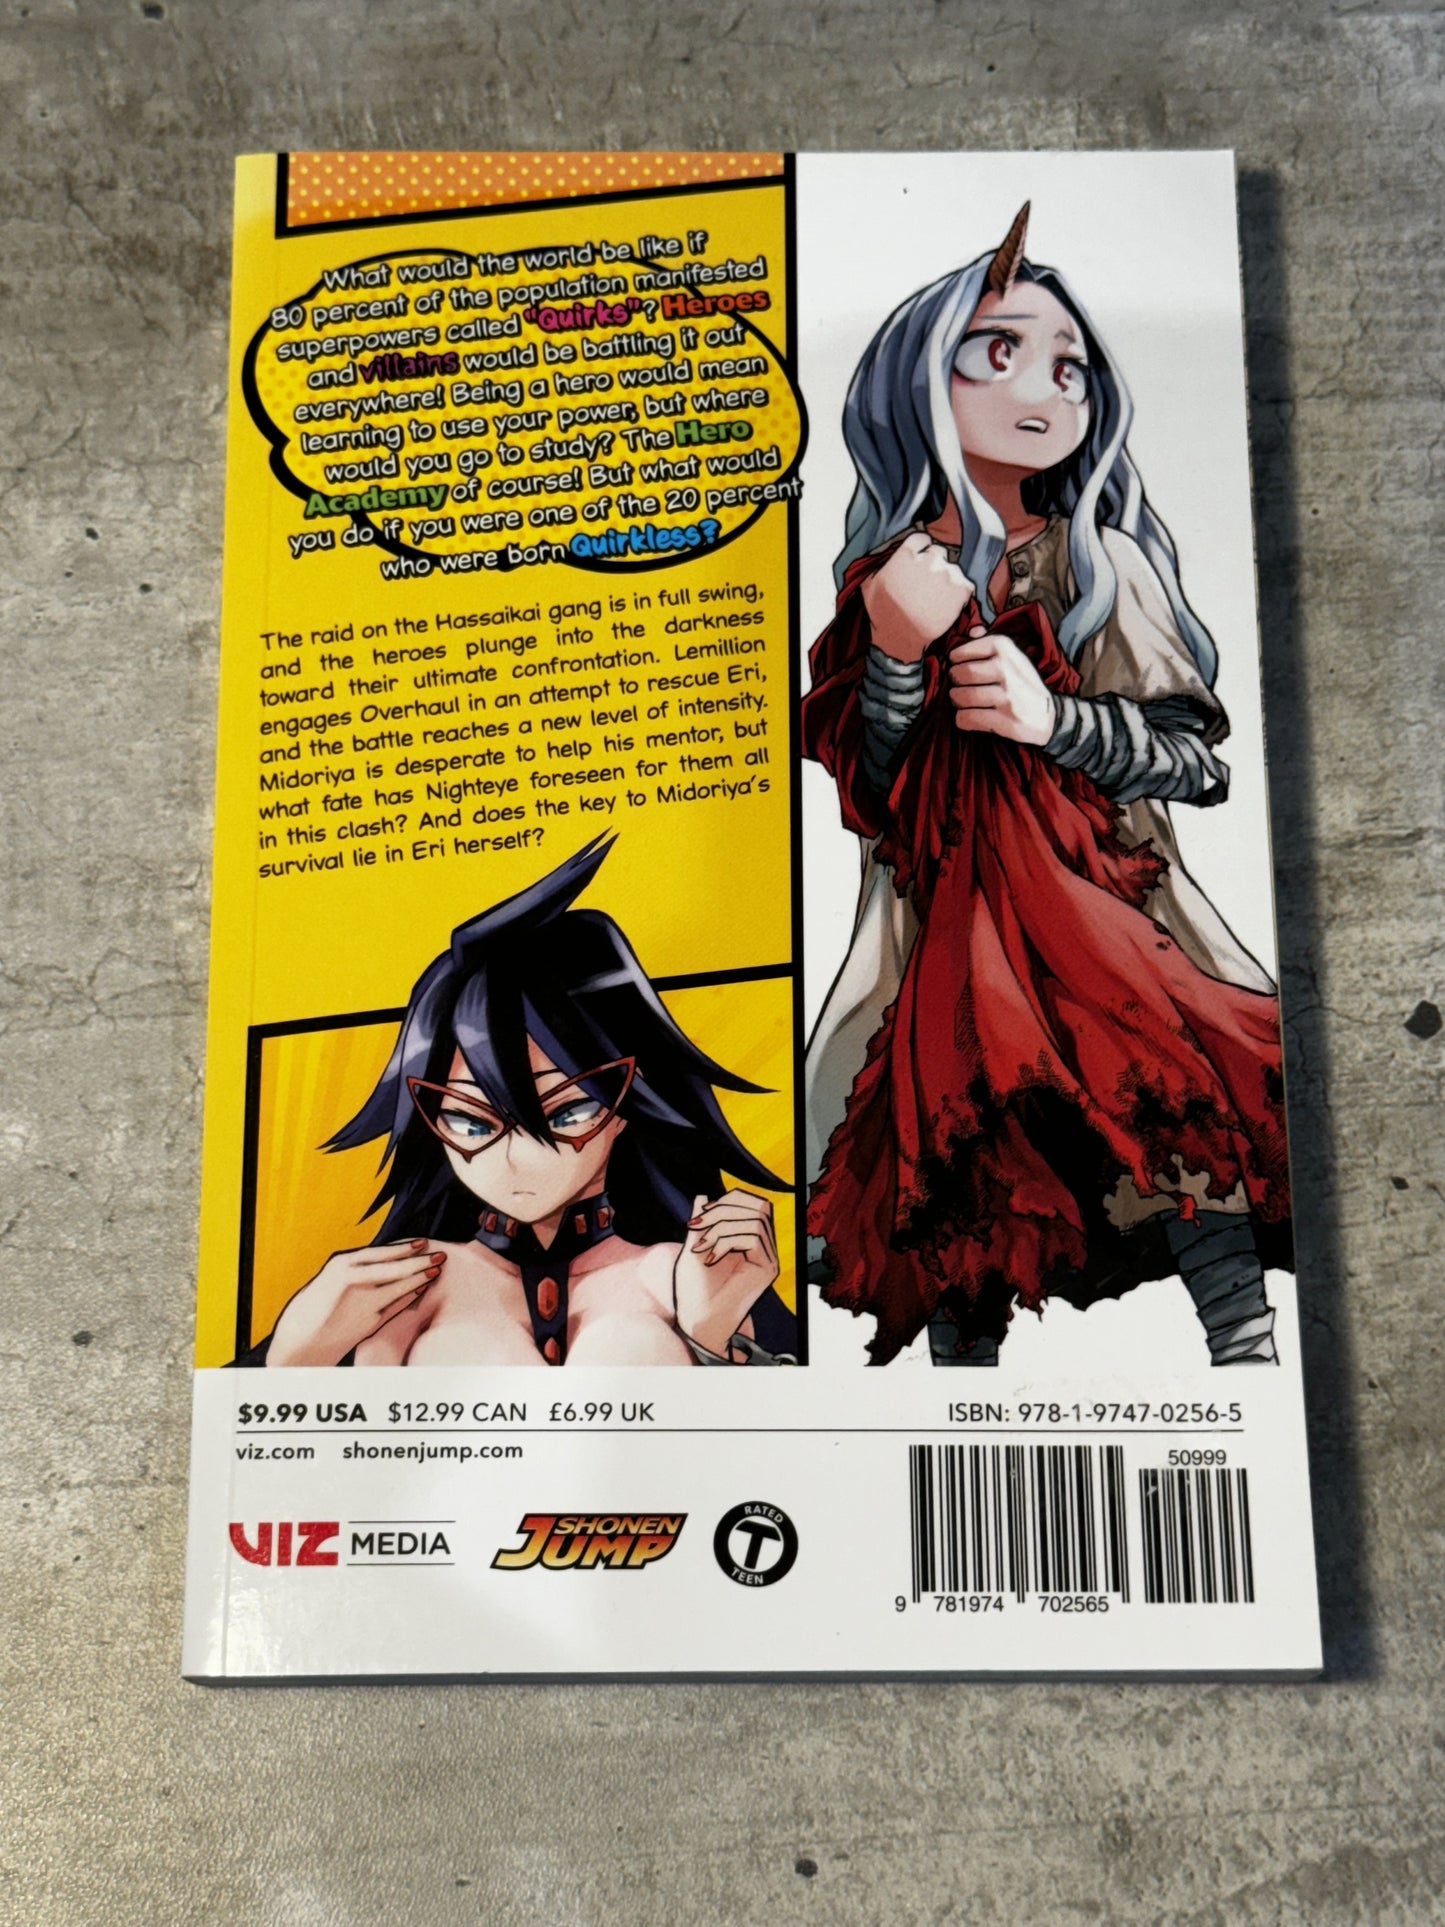 What would the world be like if
80 percent of the population manifested
superpowers called "Quirks"? Heroes
and villains would be battling it out
everywhere! Being a hero would mean
learning to use your power, but where
would you go to study? The Hero
Academy of course! But what would
you do if you were one of the 20 percent
who were born Quirkless?
The raid on the Hassaikai gang is in full swing,
and the heroes plunge into the darkness
toward their ultimate confrontation. Lemillion
engages Overhaul in an attempt to rescue Eri,
and the battle reaches a new level of intensity.
Midoriya is desperate to help his mentor, but
what fate has Nighteye foreseen for them all
in this clash? And does the key to Midoriya's
survival lie in Eri herself?
$9.99 USA $12.99 CAN £6.99 UK
ISBN: 978-1-9747-0256-5
viz.com shonenjump.com
50999
VIZ MEDIA
SHONEN
JUMP
RATED
T
TEEN
9 781974 702565